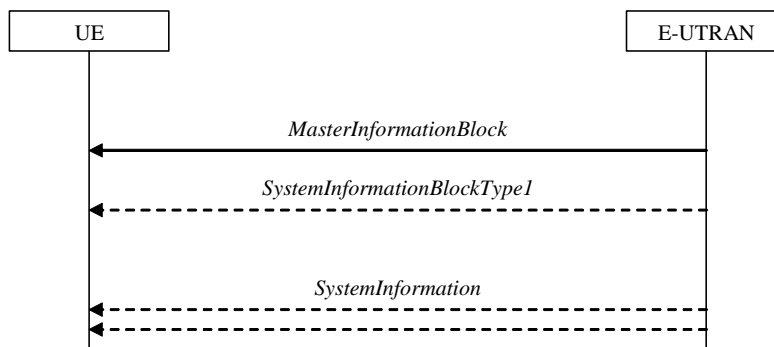 UE
E-UTRAN
MasterInformationBlock
SystemInformationBlockType1
SystemInformation